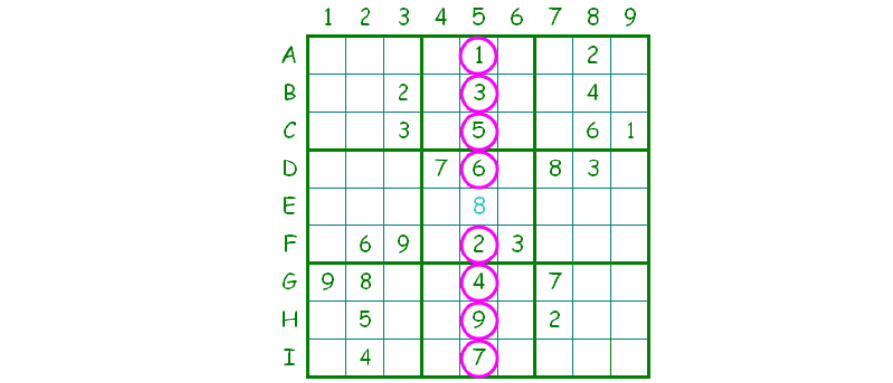 1 2 3 4 5 6 7 8 9
A 1 2
B 2 3 4
C 3 5 6 1
D 7 6 8 3
E 8
F 6 9 2 3
G 9 8 4 7
H 5 9 2
I 4 7